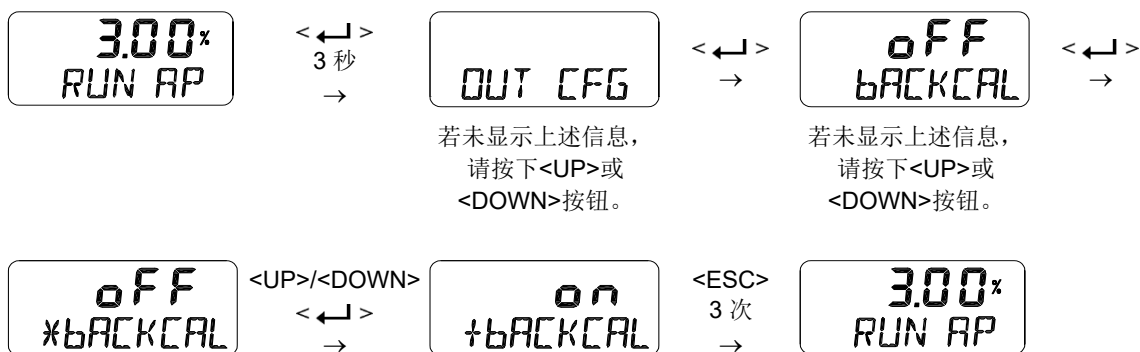 3.00%
RUN AP
< ↵ >
3 秒
→
OUT CFG
若未显示上述信息，
请按下<UP>或
<DOWN>按钮。
< ↵ >
→
oFF
bACKCAL
若未显示上述信息，
请按下<UP>或
<DOWN>按钮。
< ↵ >
→
oFF
*bACKCAL
<UP>/<DOWN>
< ↵ >
→
on
+bACKCAL
<ESC>
3 次
→
3.00%
RUN AP